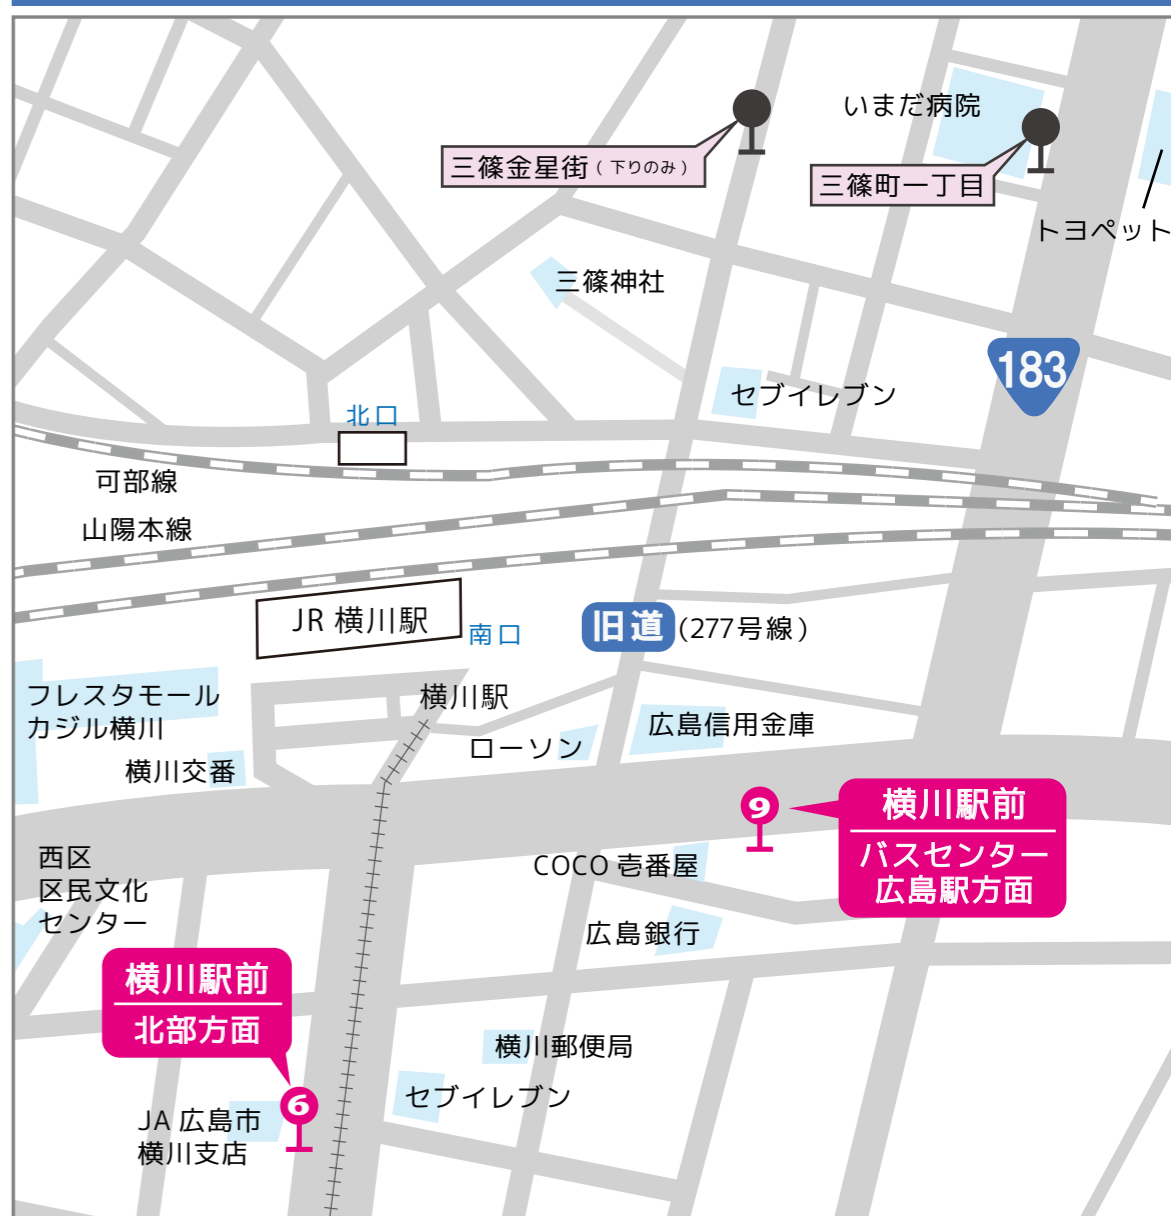 いまだ病院
三篠金星街(下りのみ)
三篠町一丁目
トヨペット
三篠神社
183
セブイレブン
北口
可部線
山陽本線
JR 横川駅
南口
旧道 (277号線)
フレスタモール
カジル横川
横川駅
ローソン
広島信用金庫
横川交番
9
横川駅前
バスセンター
広島駅方面
西区
区民文化
センター
COCO 壱番屋
広島銀行
横川駅前
北部方面
横川郵便局
セブイレブン
6
JA 広島市
横川支店